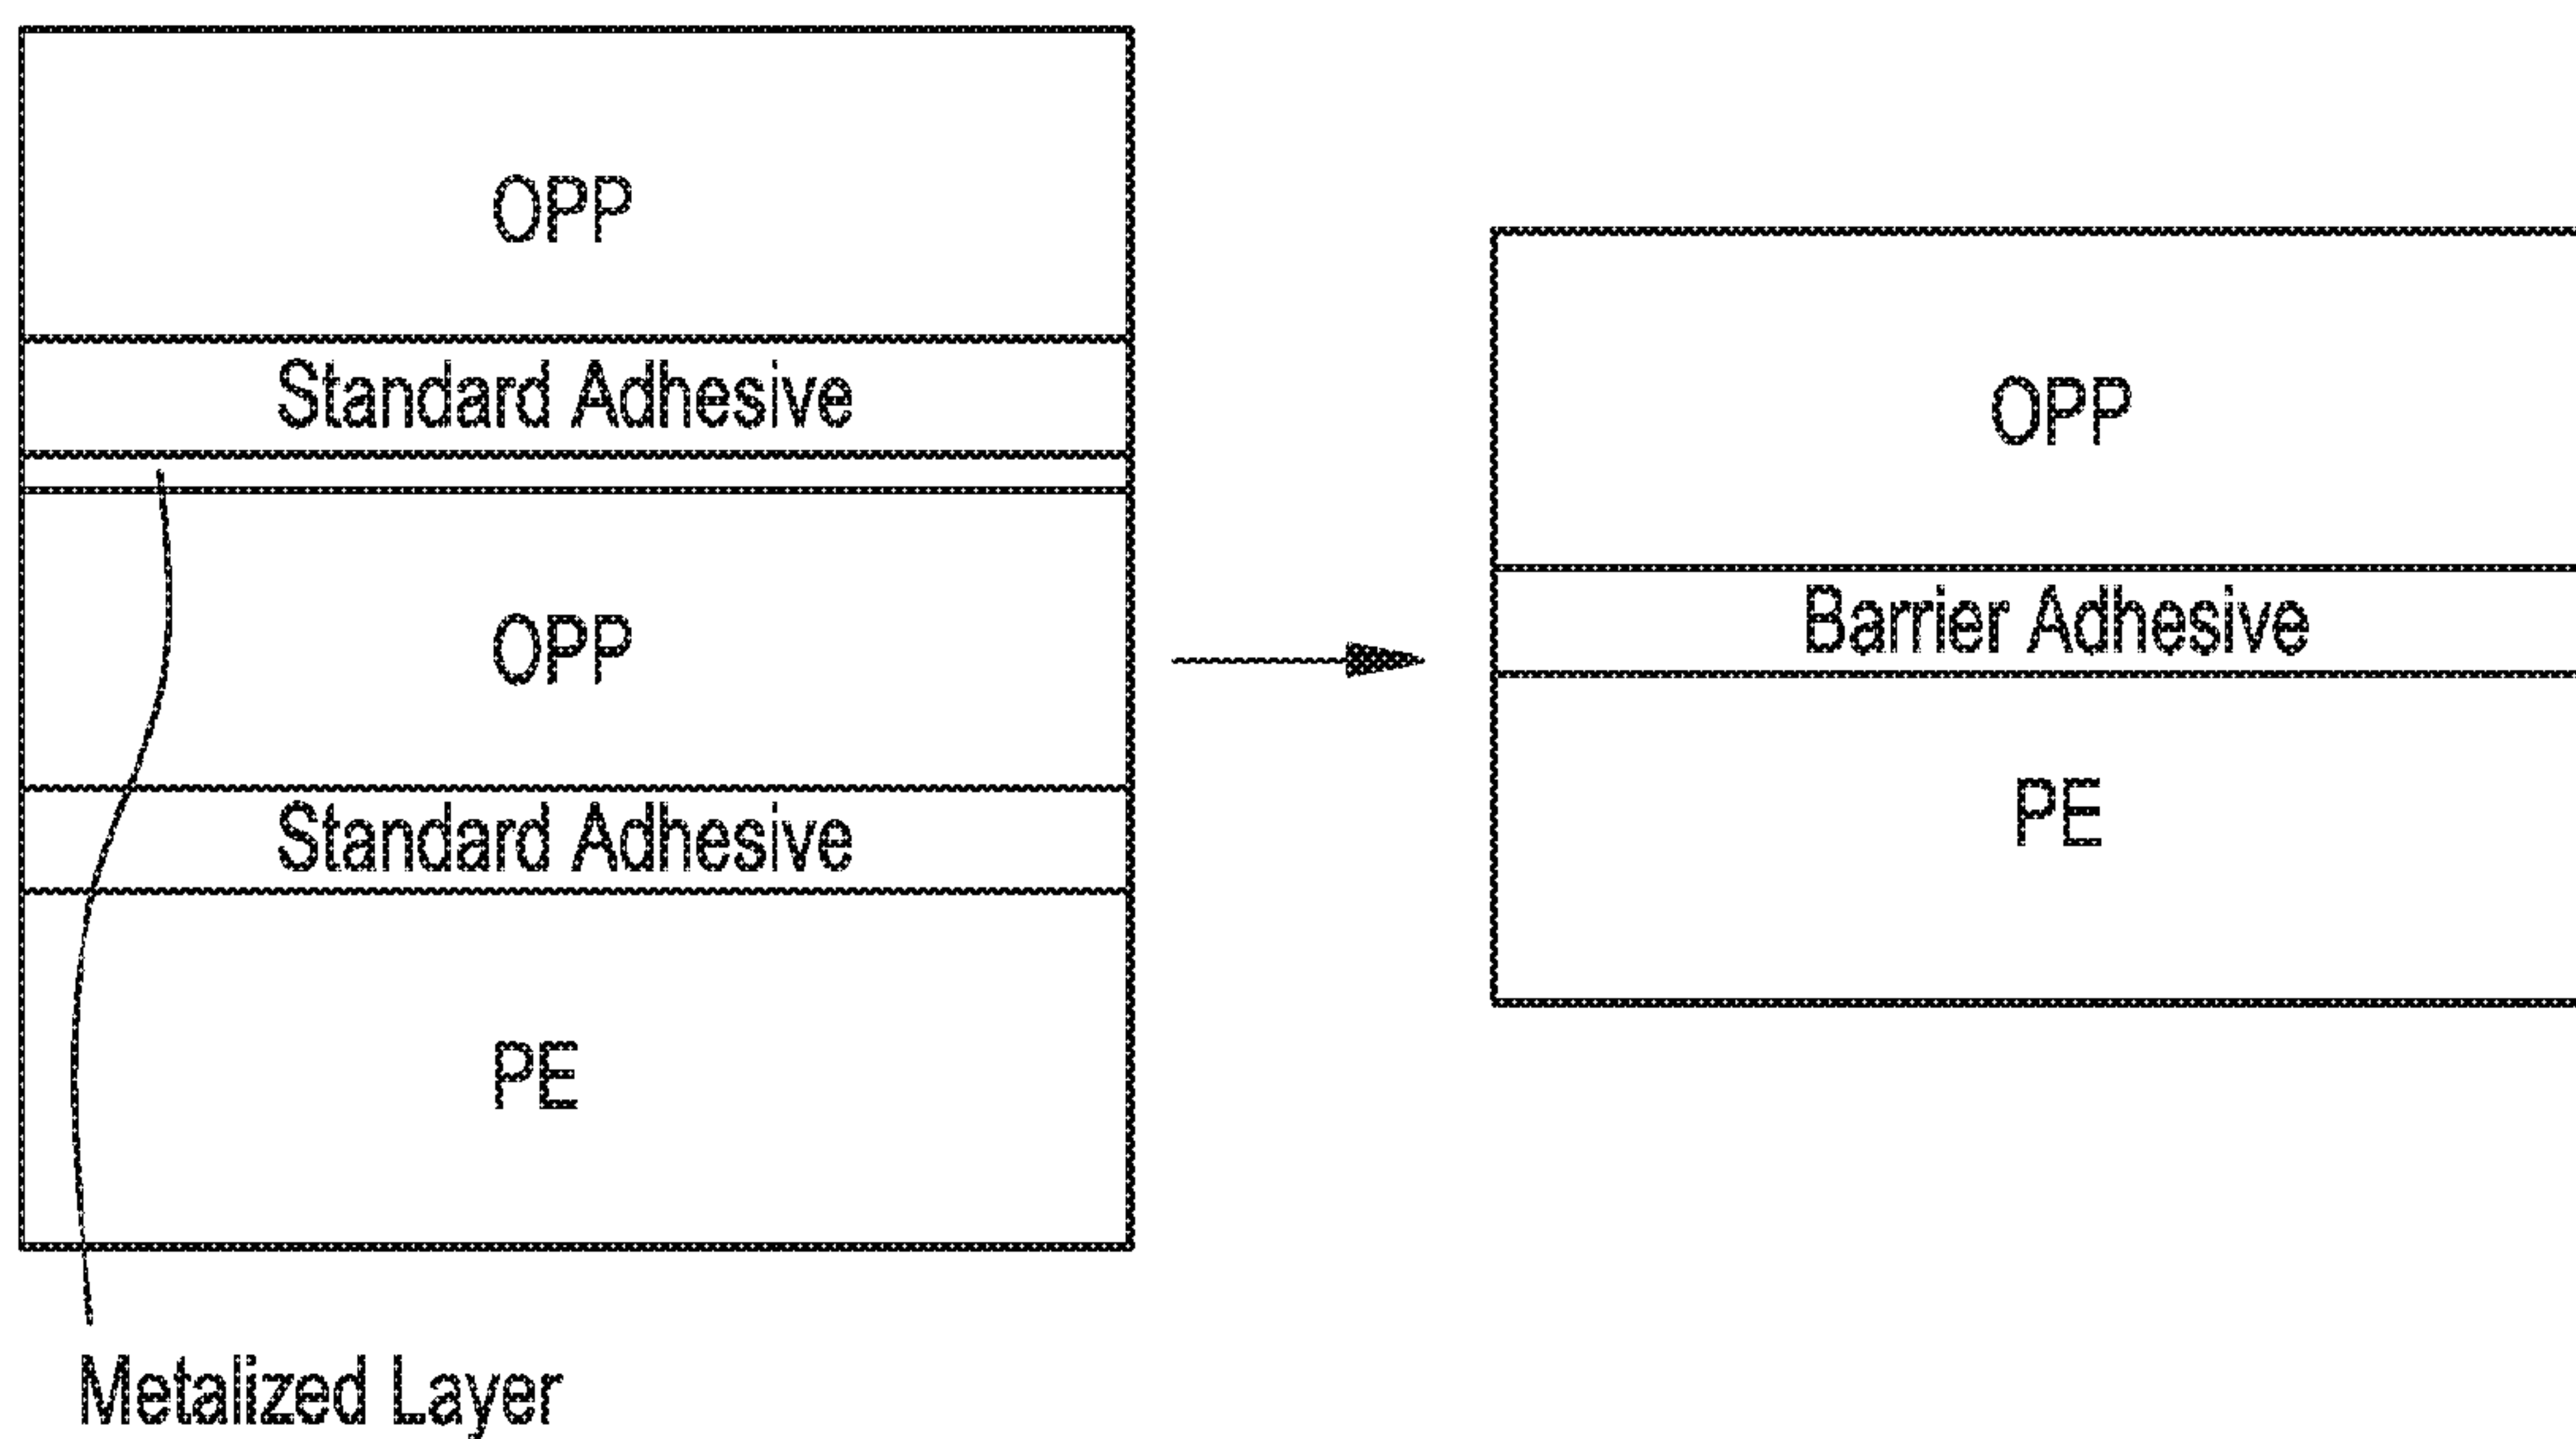 OPP
Standard Adhesive
OPP
Standard Adhesive
PE
Metalized Layer
OPP
Barrier Adhesive
PE